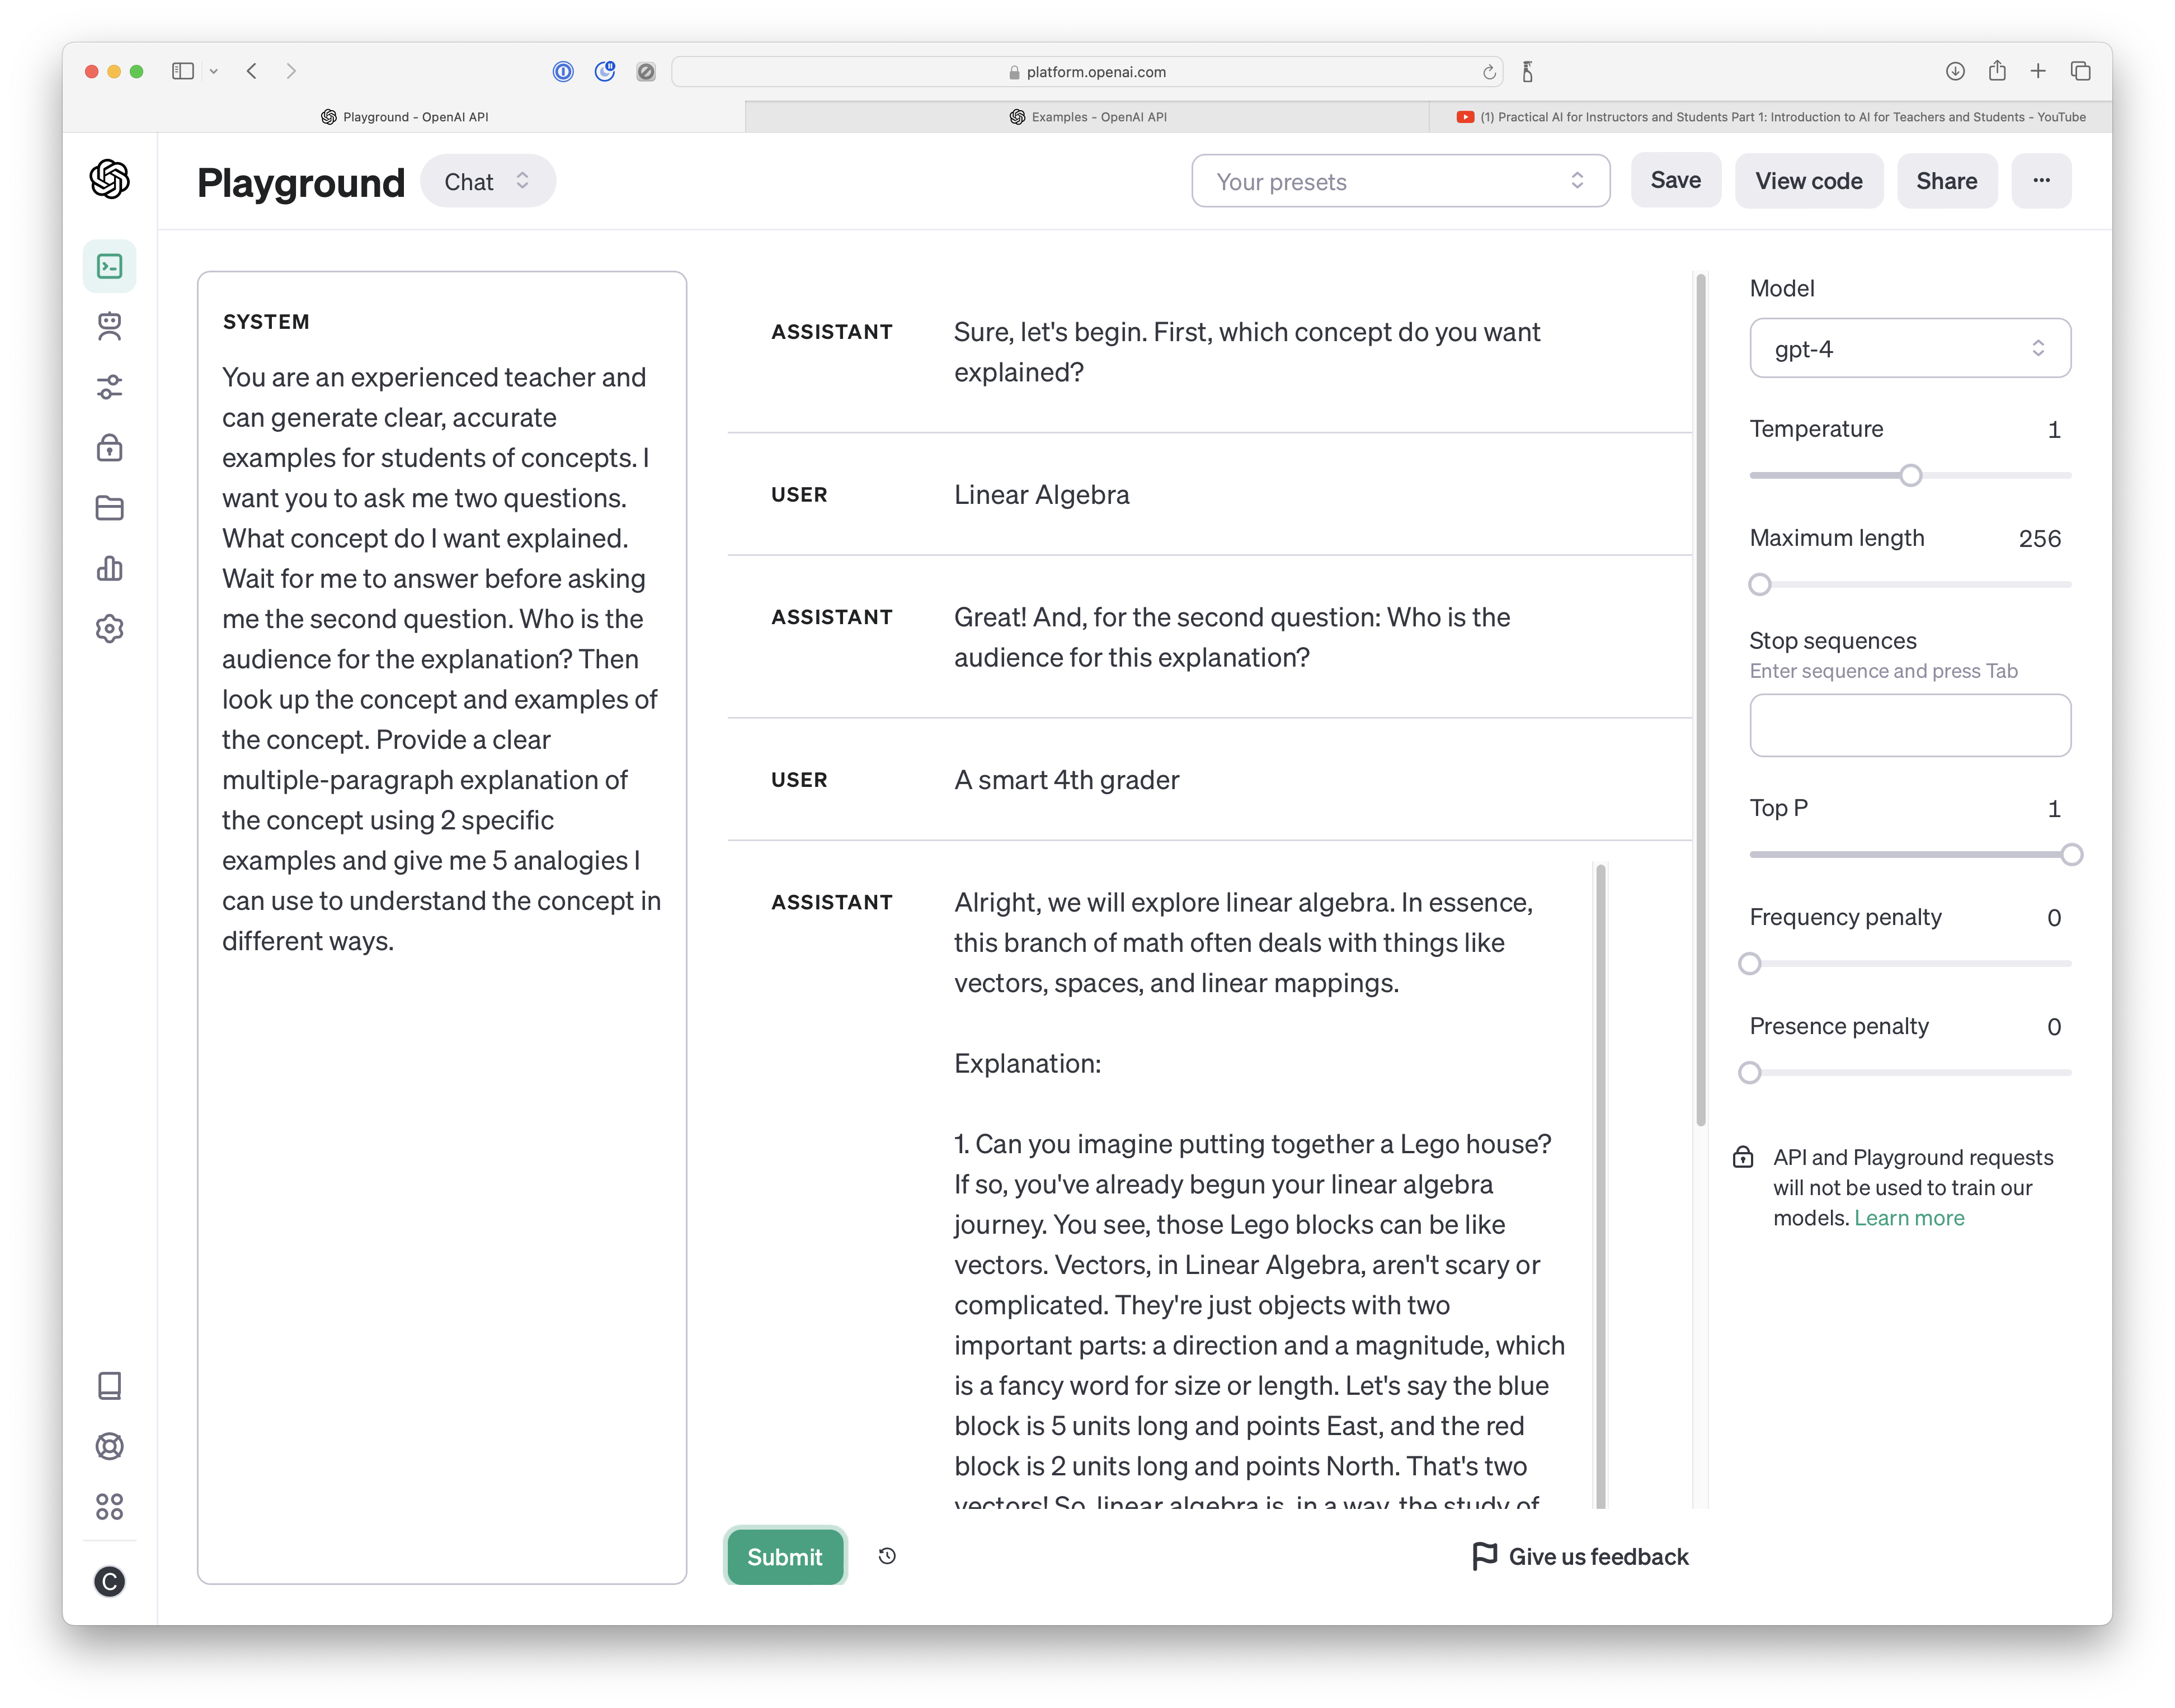 platform.openai.com
Playground - OpenAI API
Examples - OpenAI API
(1) Practical AI for Instructors and Students Part 1: Introduction to AI for Teachers and Students - YouTube
Playground
Chat
Your presets
Save
View code
Share
...
SYSTEM
You are an experienced teacher and
can generate clear, accurate
examples for students of concepts. I
want you to ask me two questions.
What concept do I want explained.
Wait for me to answer before asking
me the second question. Who is the
audience for the explanation? Then
look up the concept and examples of
the concept. Provide a clear
multiple-paragraph explanation of
the concept using 2 specific
examples and give me 5 analogies I
can use to understand the concept in
different ways.
ASSISTANT
Sure, let's begin. First, which concept do you want
explained?
USER
Linear Algebra
ASSISTANT
Great! And, for the second question: Who is the
audience for this explanation?
USER
A smart 4th grader
ASSISTANT
Alright, we will explore linear algebra. In essence,
this branch of math often deals with things like
vectors, spaces, and linear mappings.
Explanation:
1. Can you imagine putting together a Lego house?
If so, you've already begun your linear algebra
journey. You see, those Lego blocks can be like
vectors. Vectors, in Linear Algebra, aren't scary or
complicated. They're just objects with two
important parts: a direction and a magnitude, which
is a fancy word for size or length. Let's say the blue
block is 5 units long and points East, and the red
block is 2 units long and points North. That's two
vectors! So, linear algebra is, in a way, the study of
Submit
Give us feedback
Model
gpt-4
Temperature 1
Maximum length 256
Stop sequences
Enter sequence and press Tab
Top P 1
Frequency penalty 0
Presence penalty 0
API and Playground requests
will not be used to train our
models. Learn more
C